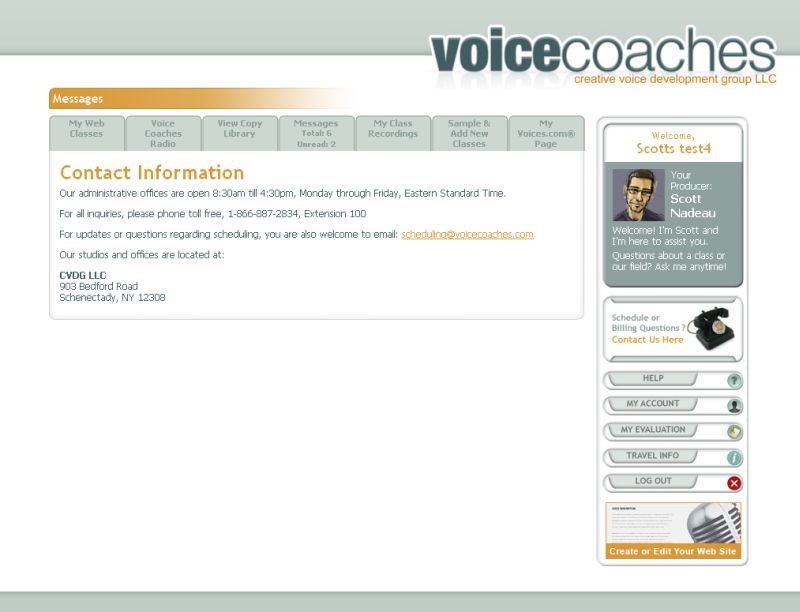 voicecoaches
creative voice development group LLC
Messages
My Web
Classes
Voice
Coaches
Radio
View Copy
Library
Messages
Total: 6
Unread: 2
My Class
Recordings
Sample &
Add New
Classes
My
Voices.com®
Page
Contact Information
Our administrative offices are open 8:30am till 4:30pm, Monday through Friday, Eastern Standard Time.
For all inquiries, please phone toll free, 1-866-887-2834, Extension 100
For updates or questions regarding scheduling, you are also welcome to email: scheduling@voicecoaches.com
Our studios and offices are located at:
CVDG LLC
903 Bedford Road
Schenectady, NY 12308
Welcome,
Scotts test4
Your
Producer:
Scott
Nadeau
Welcome! I'm Scott and
I'm here to assist you.
Questions about a class or
our field? Ask me anytime!
Schedule or
Billing Questions ?
Contact Us Here
HELP
?
MY ACCOUNT
MY EVALUATION
TRAVEL INFO
i
LOG OUT
Create or Edit Your Web Site